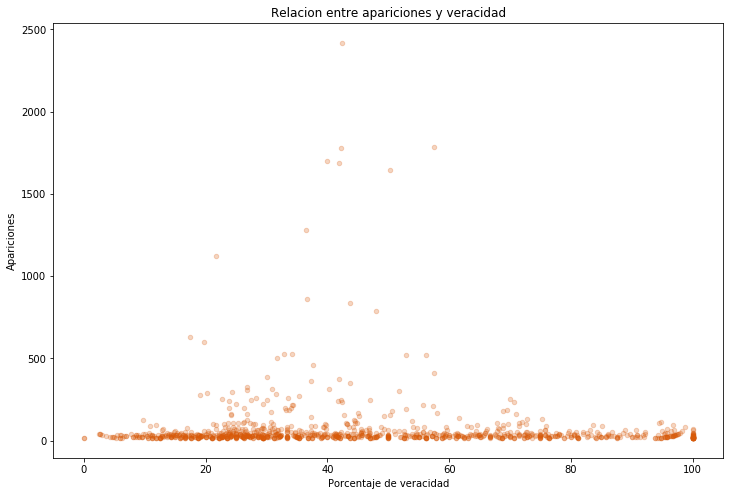 Relacion entre apariciones y veracidad
2500
2000
1500
1000
500
0
Apariciones
0 20 40 60 80 100
Porcentaje de veracidad